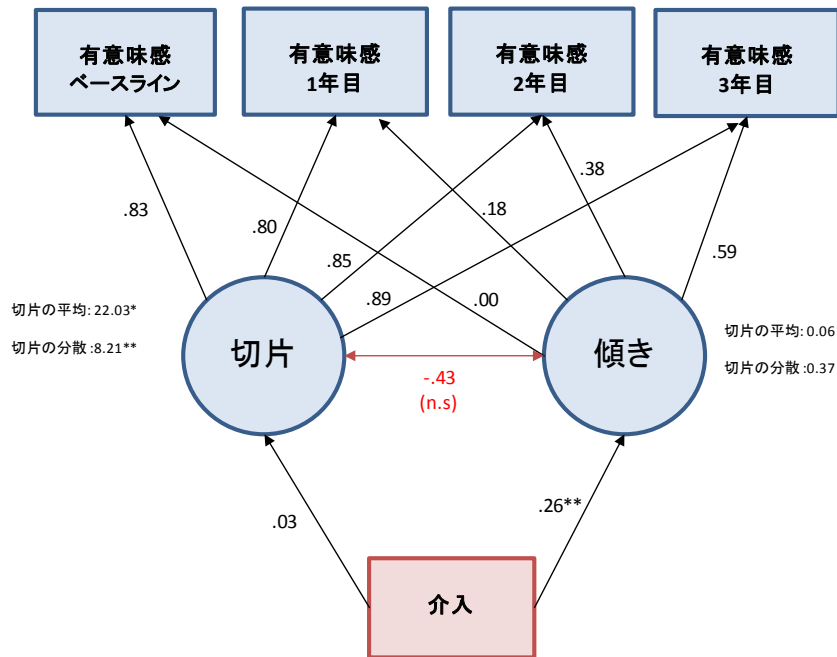 有意味感
ベースライン
有意味感
1年目
有意味感
2年目
有意味感
3年目
.83
.80
.85
.89
.00
.18
.38
.59
切片の平均: 22.03*
切片の分散 :8.21**
切片
傾き
切片の平均: 0.06
切片の分散 :0.37
-.43
(n.s)
.03
.26**
介入